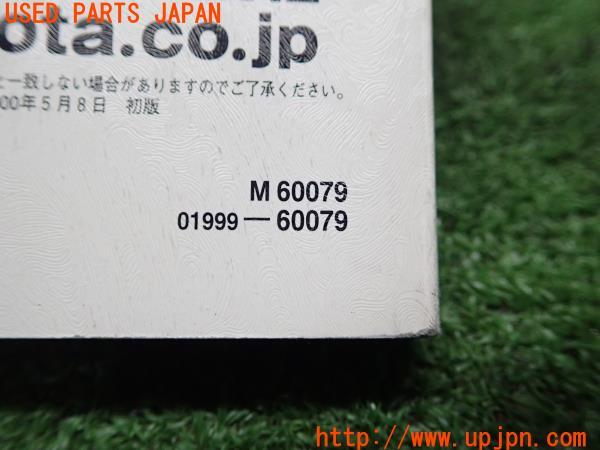 USED PARTS JAPAN
ota.co.jp
一致しない場合がありますのでご了承ください。
00年5月8日 初版
M 60079
01999－60079
http://www.upjpn.com/